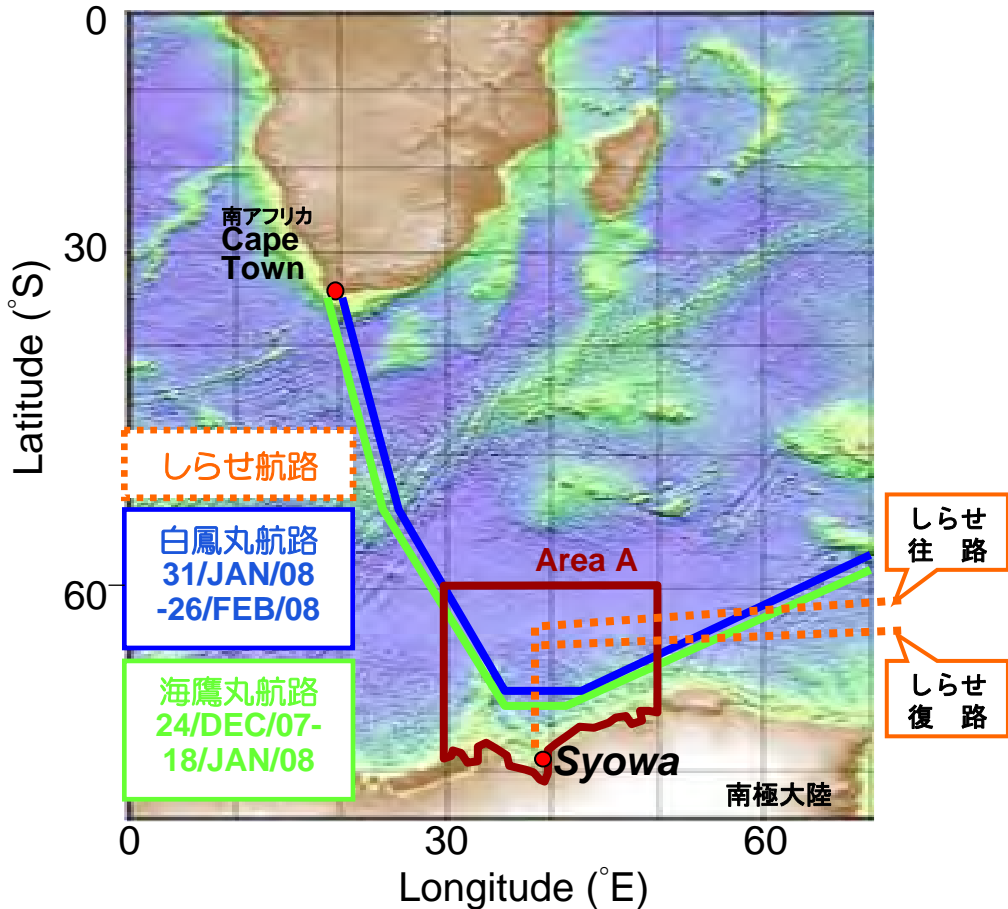 0
南アフリカ
Cape
Town
30
Latitude (°S)
しらせ航路
白鳳丸航路
31/JAN/08
-26/FEB/08
Area A
しらせ
往 路
60
海鷹丸航路
24/DEC/07-
18/JAN/08
しらせ
復 路
Syowa
南極大陸
0
30
60
Longitude (°E)